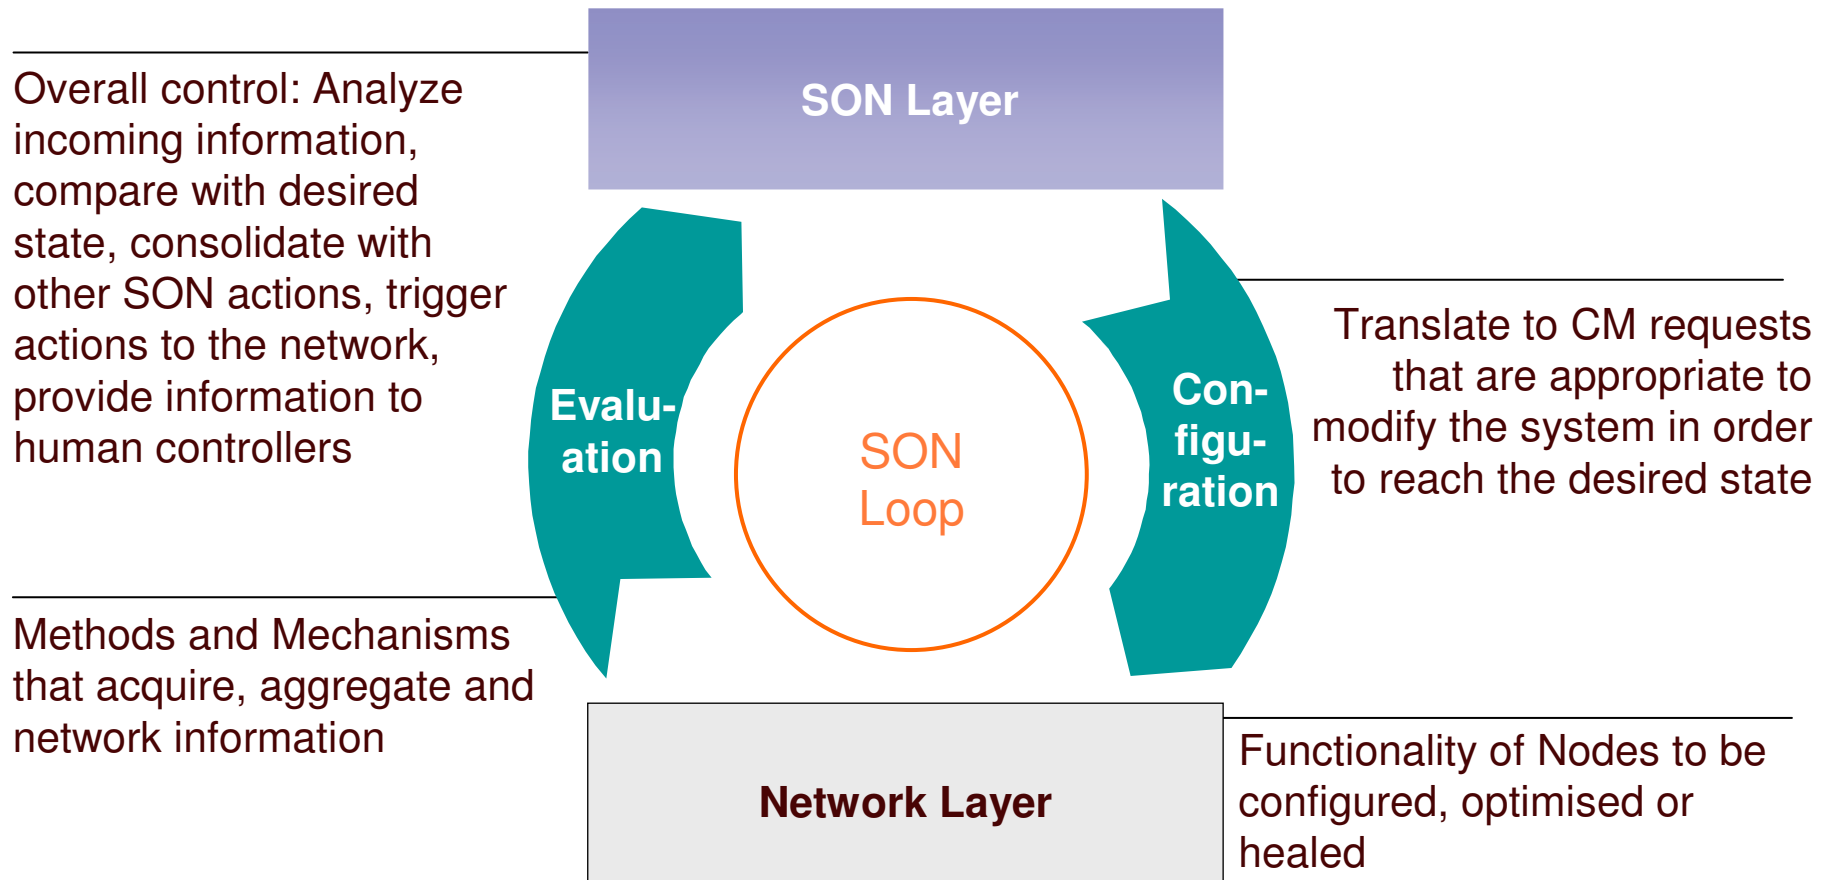 SON Layer
Overall control: Analyze
incoming information,
compare with desired
state, consolidate with
other SON actions, trigger
actions to the network,
provide information to
human controllers
Evalu-
ation
SON
Loop
Con-
figu-
ration
Translate to CM requests
that are appropriate to
modify the system in order
to reach the desired state
Methods and Mechanisms
that acquire, aggregate and
network information
Network Layer
Functionality of Nodes to be
configured, optimised or
healed